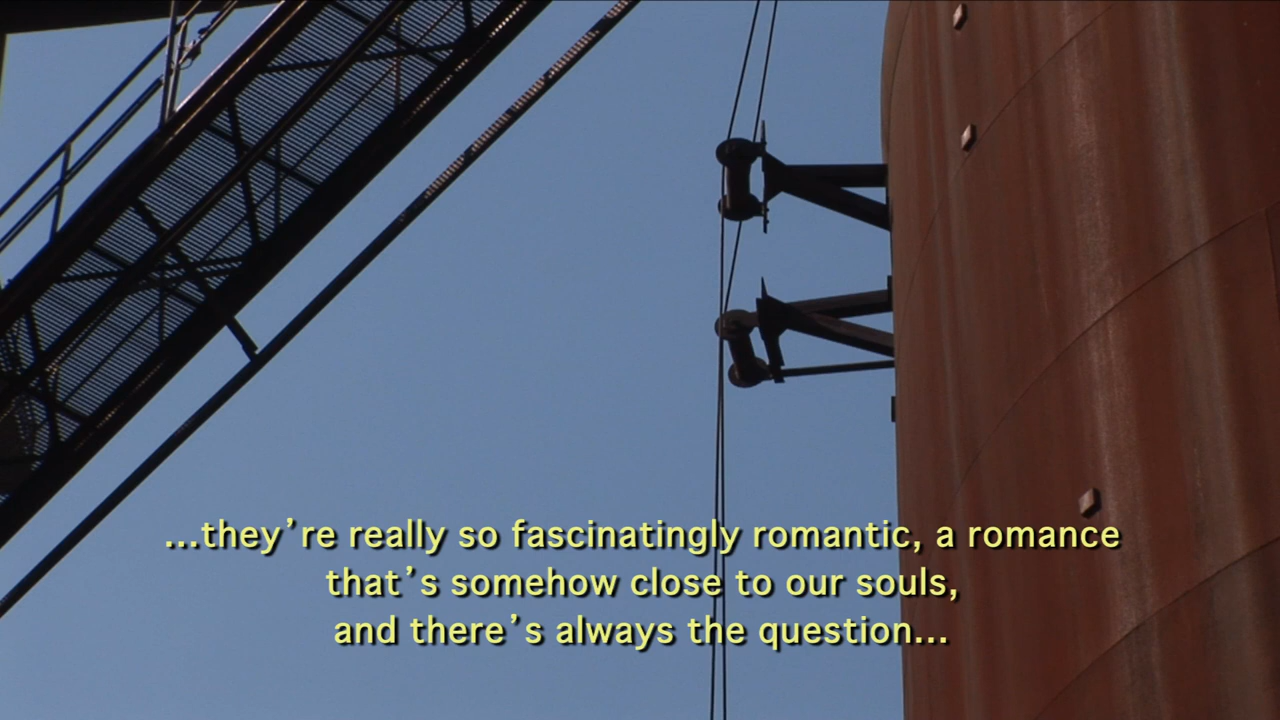 ...they’re really so fascinatingly romantic, a romance
that’s somehow close to our souls,
and there’s always the question...